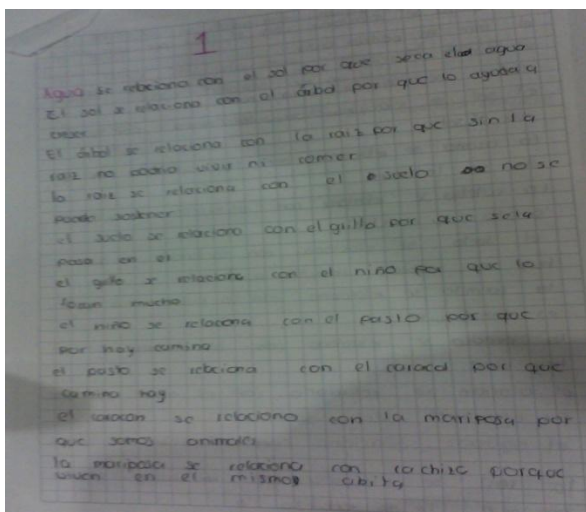 1
Agua se relaciona con el sol por que seca el agua
El sol se relaciona con el árbol por que lo ayuda a
crecer
El árbol se relaciona con la raiz por que sin la
raiz no podria vivir ni comer
la raiz se relaciona con el suelo no se
puede sostener
el suelo se relaciona con el grillo por que se la
pasa en el
el grillo se relaciona con el niño por que lo
mucho
el niño se relaciona con el pasto por que
por hay camina
el pasto se relaciona con el caracol por que
camina hay
el caracon se relaciona con la mariposa por
que somos animales
la mariposa se relaciona con porque
viven en el mismo